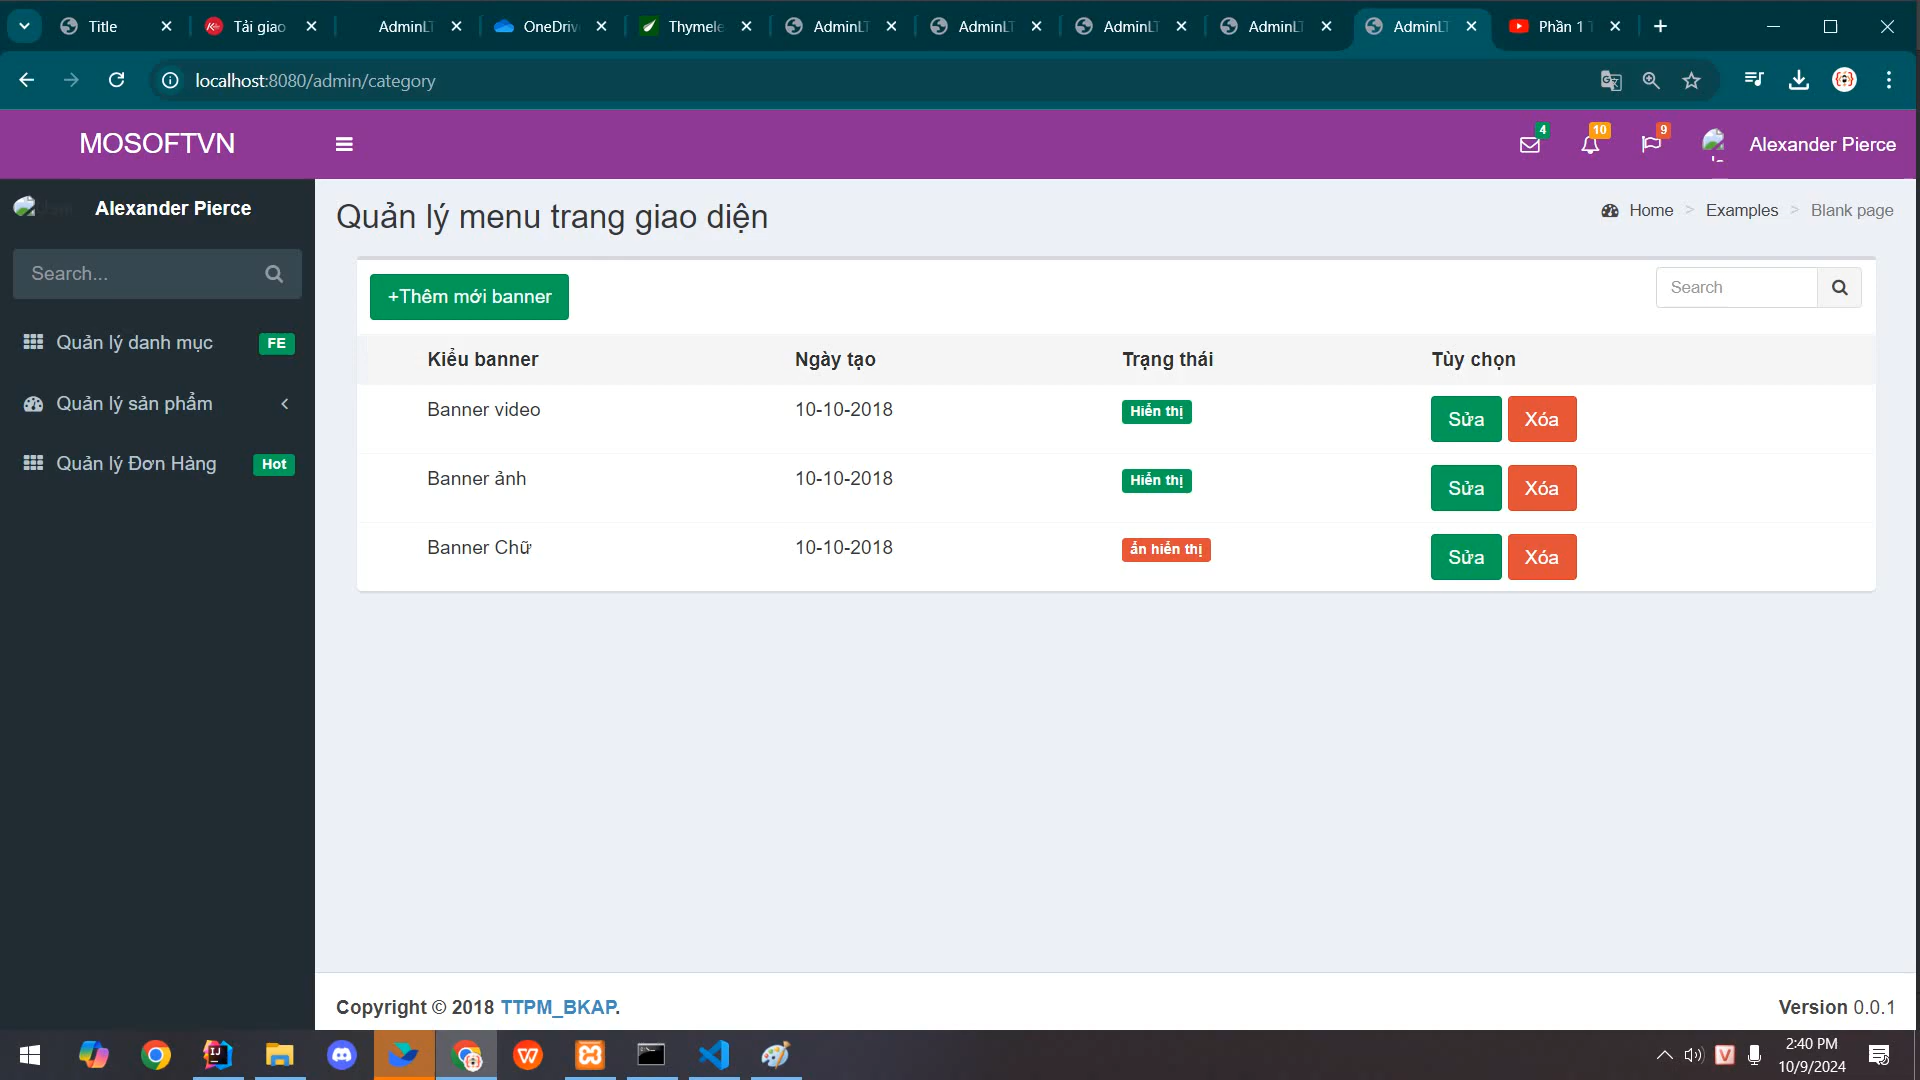 Title
Tải giao
AdminLT
OneDriv
Thymele
AdminLT
AdminLT
AdminLT
AdminLT
AdminLT
Phần 1
localhost:8080/admin/category
MOSOFTVN
4
10
9
Alexander Pierce
Alexander Pierce
Search...
Quản lý danh mục FE
Quản lý sản phẩm
Quản lý Đơn Hàng Hot
Quản lý menu trang giao diện
Home > Examples > Blank page
+Thêm mới banner
Search
Kiểu banner Ngày tạo Trạng thái Tùy chọn
Banner video 10-10-2018 Hiển thị Sửa Xóa
Banner ảnh 10-10-2018 Hiển thị Sửa Xóa
Banner Chữ 10-10-2018 ẩn hiển thị Sửa Xóa
Copyright © 2018 TTPM_BKAP.
Version 0.0.1
2:40 PM
10/9/2024